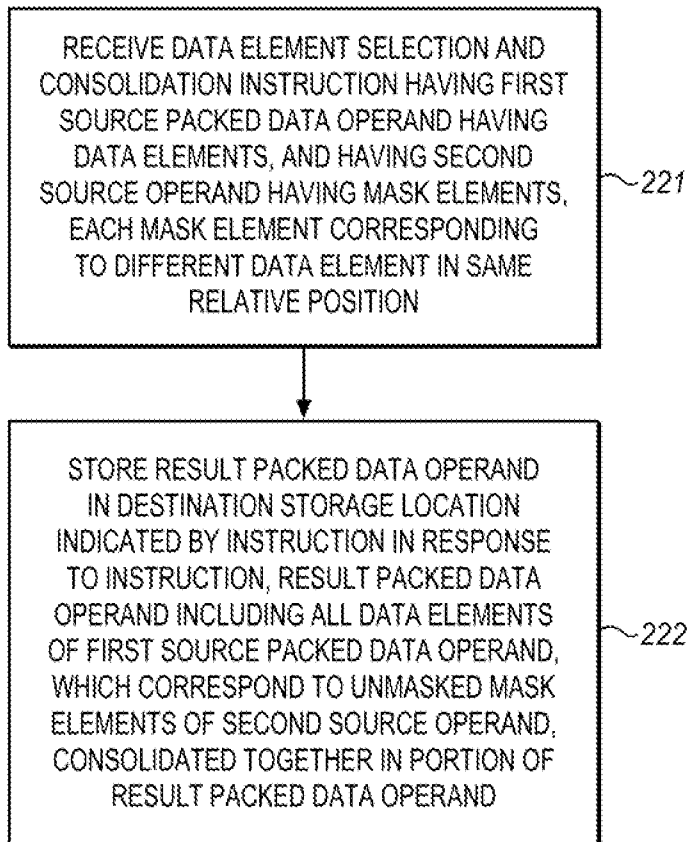 RECEIVE DATA ELEMENT SELECTION AND
CONSOLIDATION INSTRUCTION HAVING FIRST
SOURCE PACKED DATA OPERAND HAVING
DATA ELEMENTS, AND HAVING SECOND
SOURCE OPERAND HAVING MASK ELEMENTS,
EACH MASK ELEMENT CORRESPONDING
TO DIFFERENT DATA ELEMENT IN SAME
RELATIVE POSITION
221
STORE RESULT PACKED DATA OPERAND
IN DESTINATION STORAGE LOCATION
INDICATED BY INSTRUCTION IN RESPONSE
TO INSTRUCTION, RESULT PACKED DATA
OPERAND INCLUDING ALL DATA ELEMENTS
OF FIRST SOURCE PACKED DATA OPERAND,
WHICH CORRESPOND TO UNMASKED MASK
ELEMENTS OF SECOND SOURCE OPERAND,
CONSOLIDATED TOGETHER IN PORTION OF
RESULT PACKED DATA OPERAND
222